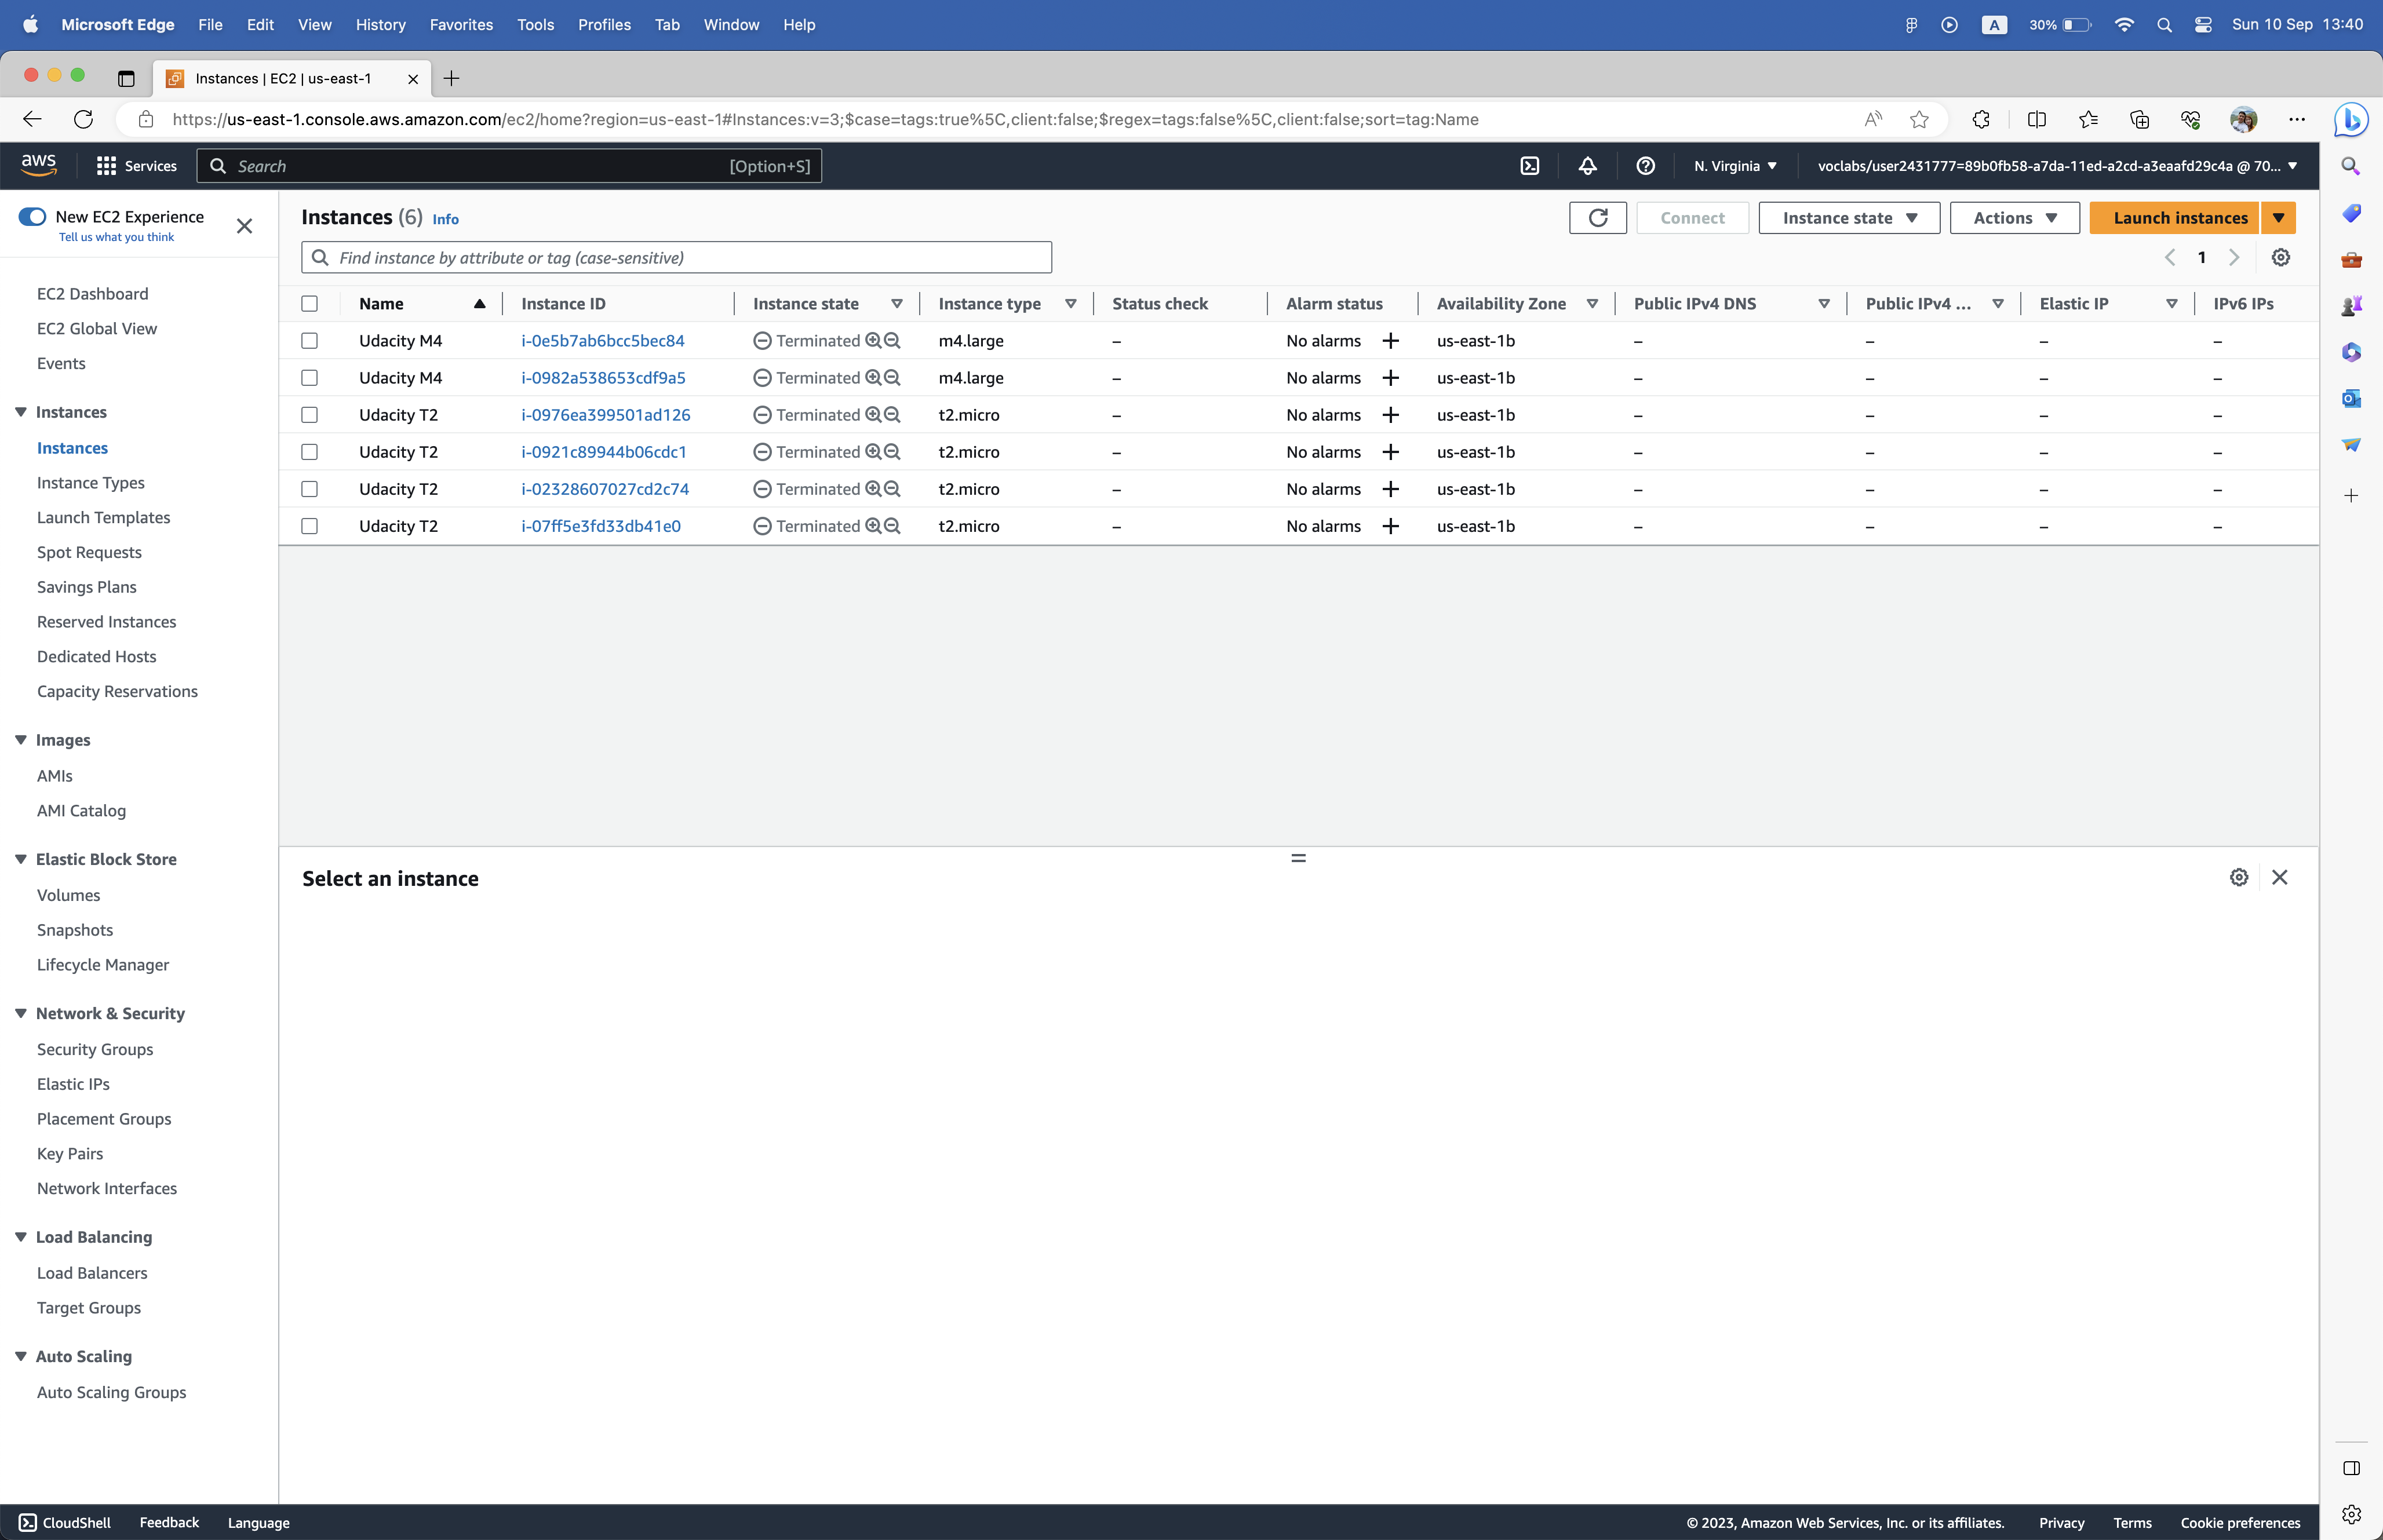 Microsoft Edge File Edit View History Favorites Tools Profiles Tab Window Help A 30% Sun 10 Sep 13:40
Instances | EC2 | us-east-1
https://us-east-1.console.aws.amazon.com/ec2/home?region=us-east-1#Instances:v=3;$case=tags:true%5C,client:false;$regex=tags:false%5C,client:false;sort=tag:Name
aws Services Search [Option+S] N. Virginia voclabs/user2431777=89b0fb58-a7da-11ed-a2cd-a3eaafd29c4a @ 70...
New EC2 Experience
Tell us what you think
EC2 Dashboard
EC2 Global View
Events
Instances
Instances
Instance Types
Launch Templates
Spot Requests
Savings Plans
Reserved Instances
Dedicated Hosts
Capacity Reservations
Images
AMIs
AMI Catalog
Elastic Block Store
Volumes
Snapshots
Lifecycle Manager
Network & Security
Security Groups
Elastic IPs
Placement Groups
Key Pairs
Network Interfaces
Load Balancing
Load Balancers
Target Groups
Auto Scaling
Auto Scaling Groups
Instances (6) Info Connect Instance state Actions Launch instances
Find instance by attribute or tag (case-sensitive) 1
Name Instance ID Instance state Instance type Status check Alarm status Availability Zone Public IPv4 DNS Public IPv4 ... Elastic IP IPv6 IPs
Udacity M4 i-0e5b7ab6bcc5bec84 Terminated m4.large – No alarms + us-east-1b – – – –
Udacity M4 i-0982a538653cdf9a5 Terminated m4.large – No alarms + us-east-1b – – – –
Udacity T2 i-0976ea399501ad126 Terminated t2.micro – No alarms + us-east-1b – – – –
Udacity T2 i-0921c89944b06cdc1 Terminated t2.micro – No alarms + us-east-1b – – – –
Udacity T2 i-02328607027cd2c74 Terminated t2.micro – No alarms + us-east-1b – – – –
Udacity T2 i-07ff5e3fd33db41e0 Terminated t2.micro – No alarms + us-east-1b – – – –
Select an instance
CloudShell Feedback Language © 2023, Amazon Web Services, Inc. or its affiliates. Privacy Terms Cookie preferences